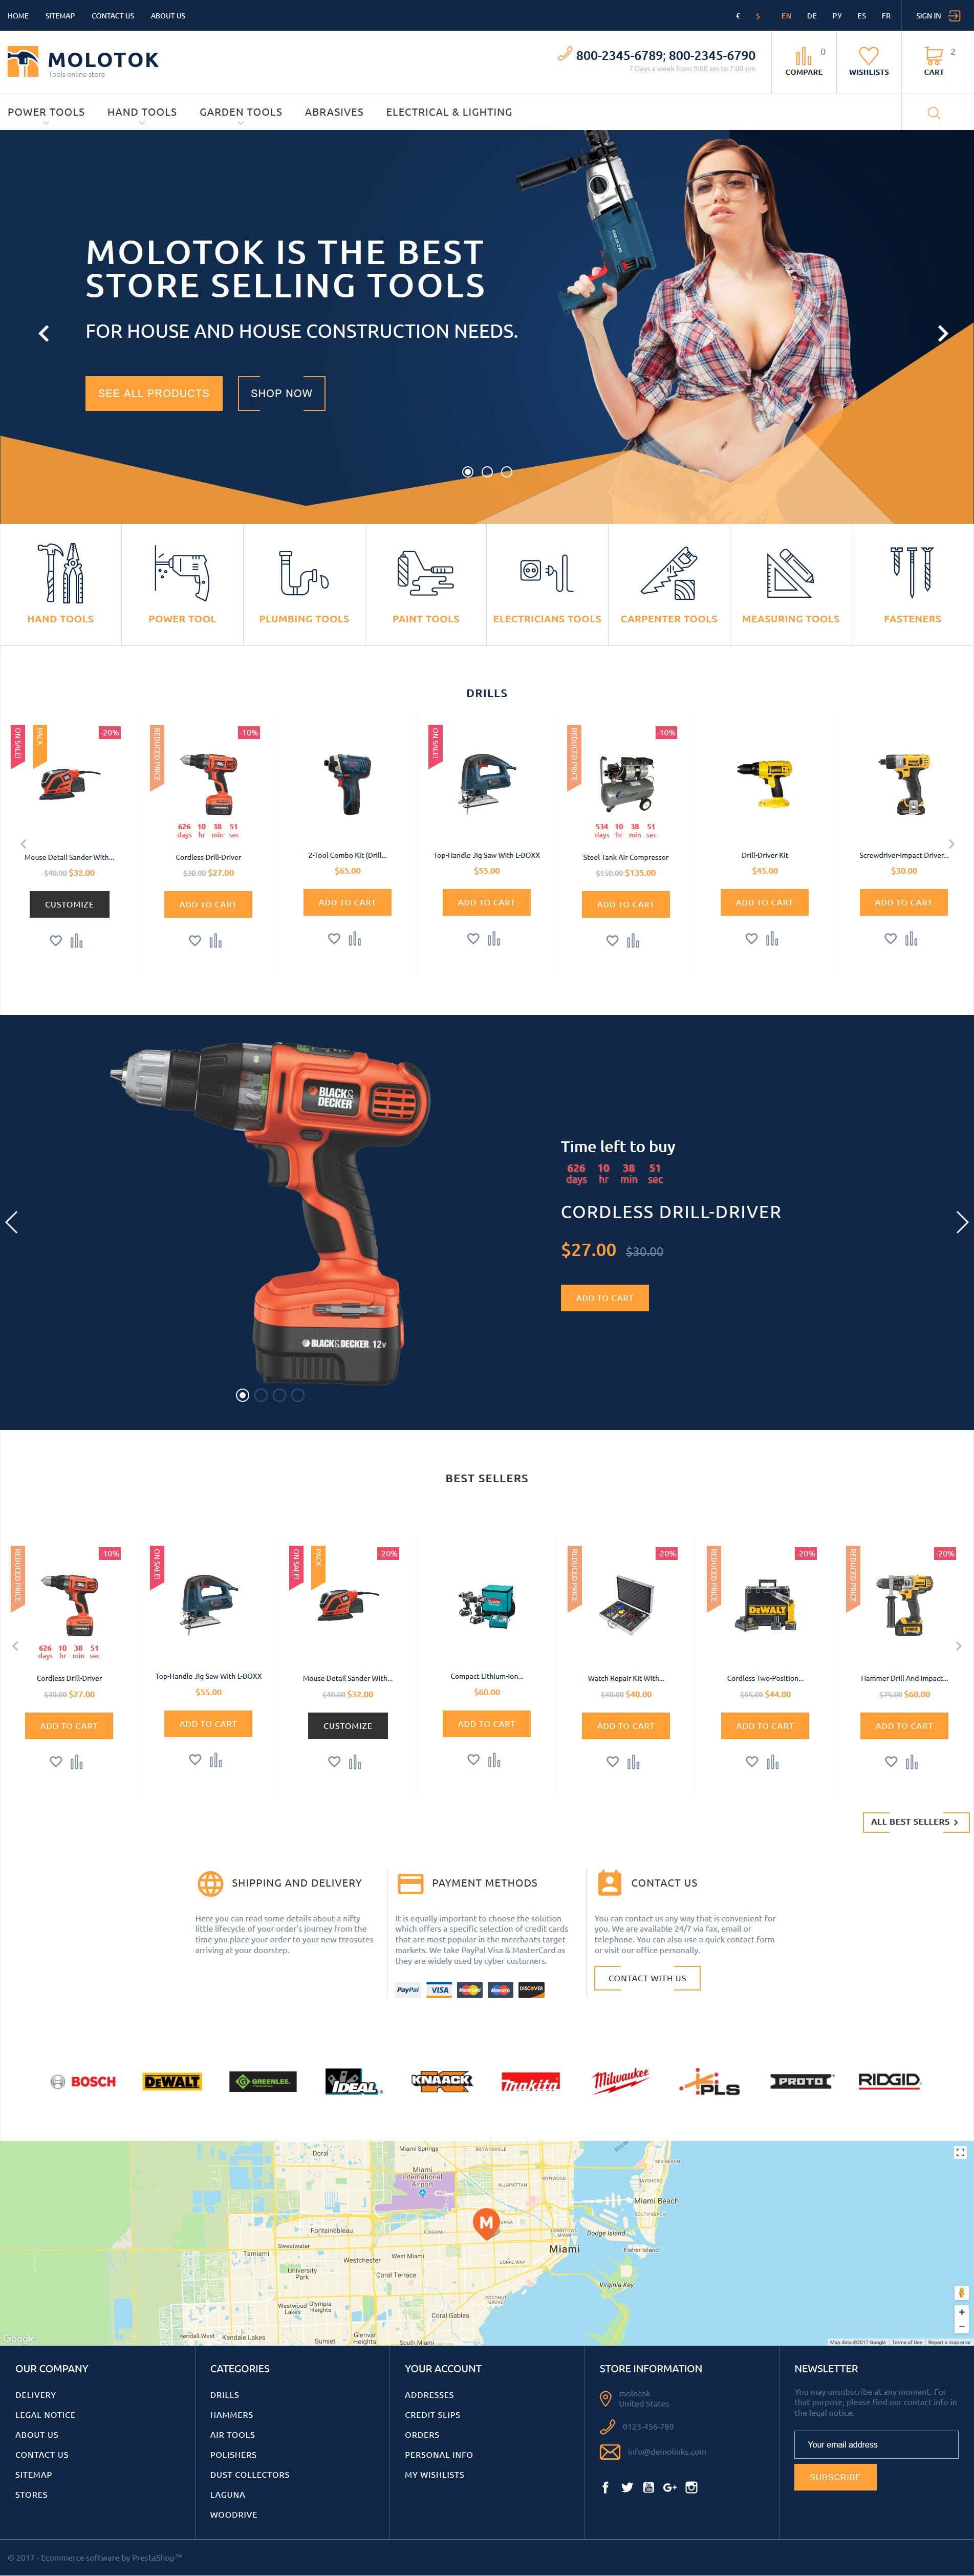 HOME SITEMAP CONTACT US ABOUT US € $ EN DE РУ ES FR SIGN IN
MOLOTOK
Tools online store
800-2345-6789; 800-2345-6790
7 Days a week from 9:00 am to 7:00 pm
0
COMPARE
WISHLISTS
2
CART
POWER TOOLS HAND TOOLS GARDEN TOOLS ABRASIVES ELECTRICAL & LIGHTING
MOLOTOK IS THE BEST
STORE SELLING TOOLS
FOR HOUSE AND HOUSE CONSTRUCTION NEEDS.
SEE ALL PRODUCTS SHOP NOW
HAND TOOLS POWER TOOL PLUMBING TOOLS PAINT TOOLS ELECTRICIANS TOOLS CARPENTER TOOLS MEASURING TOOLS FASTENERS
DRILLS
ON SALE! PACK -20%
Mouse Detail Sander With...
$40.00 $32.00
CUSTOMIZE
REDUCED PRICE -10%
626 10 38 51
days hr min sec
Cordless Drill-Driver
$30.00 $27.00
ADD TO CART
2-Tool Combo Kit (Drill...
$65.00
ADD TO CART
ON SALE!
Top-Handle Jig Saw With L-BOXX
$55.00
ADD TO CART
REDUCED PRICE -10%
534 10 38 51
days hr min sec
Steel Tank Air Compressor
$150.00 $135.00
ADD TO CART
Drill-Driver Kit
$45.00
ADD TO CART
Screwdriver-Impact Driver...
$30.00
ADD TO CART
BLACK&
DECKER
BLACK&DECKER 12v
Time left to buy
626 10 38 51
days hr min sec
CORDLESS DRILL-DRIVER
$27.00 $30.00
ADD TO CART
BEST SELLERS
REDUCED PRICE -10%
626 10 38 51
days hr min sec
Cordless Drill-Driver
$30.00 $27.00
ADD TO CART
ON SALE!
Top-Handle Jig Saw With L-BOXX
$55.00
ADD TO CART
ON SALE! PACK -20%
Mouse Detail Sander With...
$40.00 $32.00
CUSTOMIZE
Compact Lithium-Ion...
$60.00
ADD TO CART
REDUCED PRICE -20%
Watch Repair Kit With...
$50.00 $40.00
ADD TO CART
REDUCED PRICE -20%
DEWALT
Cordless Two-Position...
$55.00 $44.00
ADD TO CART
REDUCED PRICE -20%
Hammer Drill And Impact...
$75.00 $60.00
ADD TO CART
ALL BEST SELLERS
SHIPPING AND DELIVERY
Here you can read some details about a nifty
little lifecycle of your order's journey from the
time you place your order to your new treasures
arriving at your doorstep.
PAYMENT METHODS
It is equally important to choose the solution
which offers a specific selection of credit cards
that are most popular in the merchants target
markets. We take PayPal Visa & MasterCard as
they are widely used by cyber customers.
PayPal VISA MasterCard Maestro DISCOVER
CONTACT US
You can contact us any way that is convenient for
you. We are available 24/7 via fax, email or
telephone. You can also use a quick contact form
or visit our office personally.
CONTACT WITH US
BOSCH DEWALT GREENLEE. IDEAL KNAACK makita Milwaukee PLS PROTO RIDGID
Doral Miami Springs BROWNSVILLE
Miami
International
Airport
ALLAPATTAH WYNWOOD BAYSHORE
Miami Beach
SOUTH BEACH
Fontainebleau FLAGAMI M DOWNTOWN MIAMI Dodge Island
Tamiami Sweetwater Westchester West Miami CORAL WAY Miami Fisher Island
University
Park
Coral Terrace Virginia Key
Westwood
Lakes
Olympia
Heights
COCONUT
GROVE
Coral Gables
Kendall West Kendale Lakes Sunset
Glenvar
Heights
South Miami
KEY BISCAYNE
Google Map data ©2017 Google Terms of Use Report a map error
OUR COMPANY
DELIVERY
LEGAL NOTICE
ABOUT US
CONTACT US
SITEMAP
STORES
CATEGORIES
DRILLS
HAMMERS
AIR TOOLS
POLISHERS
DUST COLLECTORS
LAGUNA
WOODRIVE
YOUR ACCOUNT
ADDRESSES
CREDIT SLIPS
ORDERS
PERSONAL INFO
MY WISHLISTS
STORE INFORMATION
molotok
United States
0123-456-789
info@demolinks.com
NEWSLETTER
You may unsubscribe at any moment. For
that purpose, please find our contact info in
the legal notice.
Your email address
SUBSCRIBE
© 2017 - Ecommerce software by PrestaShop™